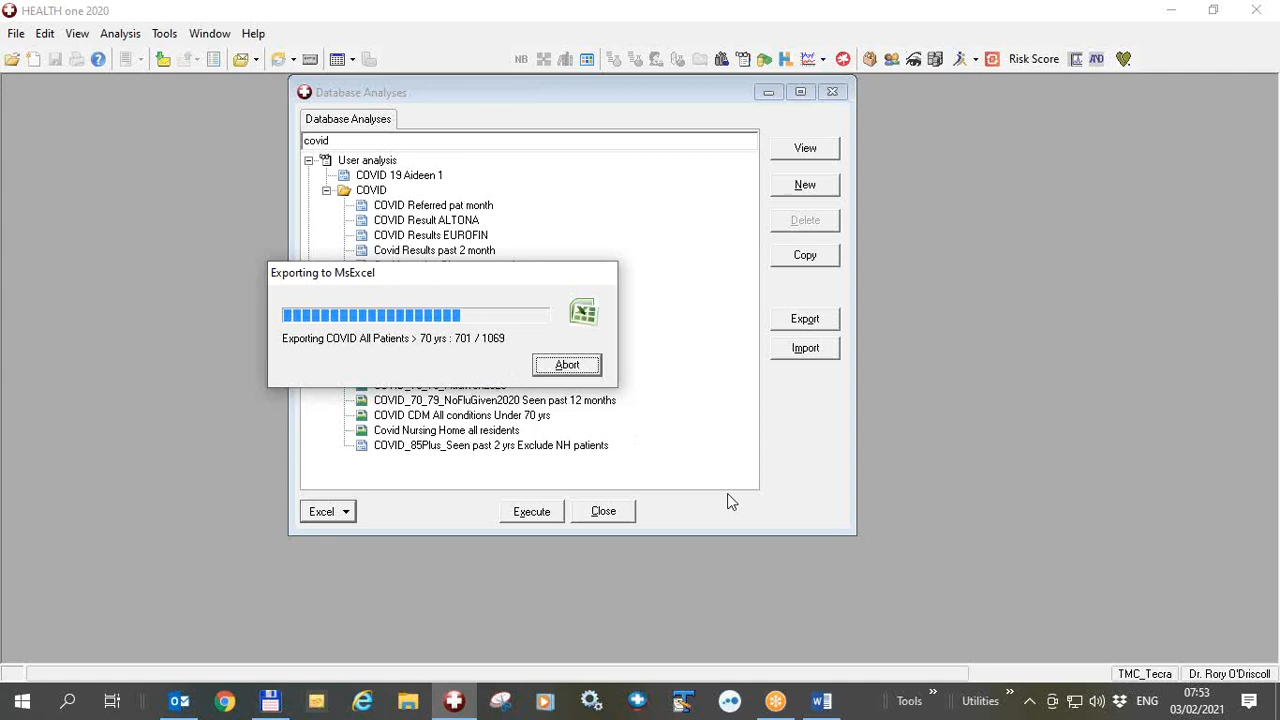 HEALTH one 2020
File Edit View Analysis Tools Window Help
NB
Risk Score
AND
Database Analyses
Database Analyses
covid
User analysis
COVID 19 Aideen 1
COVID
COVID Referred pat month
COVID Result ALTONA
COVID Results EUROFIN
Covid Results past 2 month
View
New
Delete
Copy
Export
Import
Exporting to MsExcel
Exporting COVID All Patients > 70 yrs : 701 / 1069
Abort
COVID_70_79_NoFluGiven2020 Seen past 12 months
COVID CDM All conditions Under 70 yrs
Covid Nursing Home all residents
COVID_85Plus_Seen past 2 yrs Exclude NH patients
Excel
Execute
Close
TMC_Tecra
Dr. Rory O'Driscoll
Tools
Utilities
ENG
07:53
03/02/2021